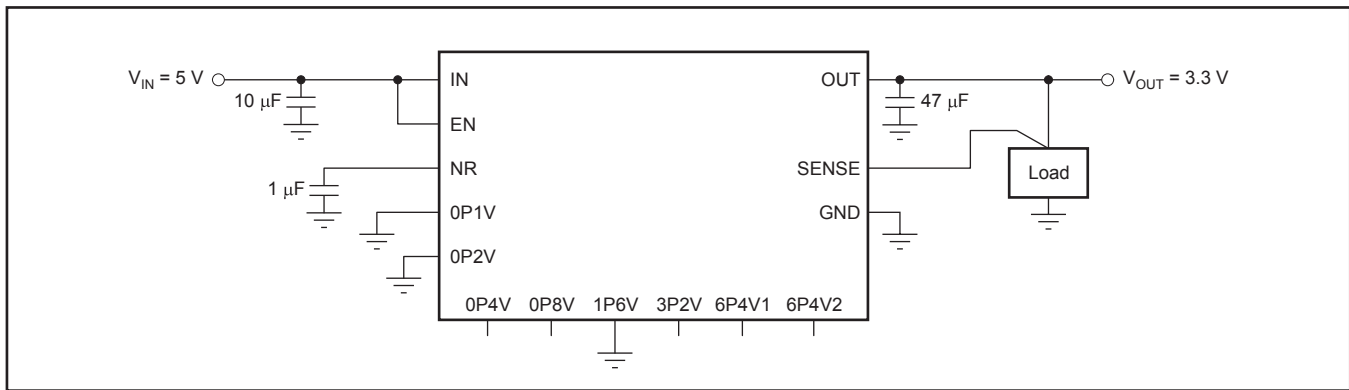 V_IN = 5 V
IN
OUT
V_OUT = 3.3 V
10 μF
47 μF
EN
NR
SENSE
Load
1 μF
0P1V
GND
0P2V
0P4V 0P8V 1P6V 3P2V 6P4V1 6P4V2